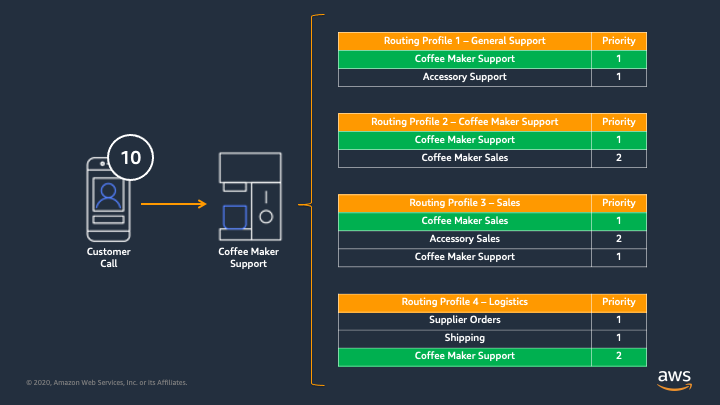 10
Customer
Call
Coffee Maker
Support
Routing Profile 1 – General Support Priority
Coffee Maker Support 1
Accessory Support 1
Routing Profile 2 – Coffee Maker Support Priority
Coffee Maker Support 1
Coffee Maker Sales 2
Routing Profile 3 – Sales Priority
Coffee Maker Sales 1
Accessory Sales 2
Coffee Maker Support 1
Routing Profile 4 – Logistics Priority
Supplier Orders 1
Shipping 1
Coffee Maker Support 2
© 2020, Amazon Web Services, Inc. or its Affiliates.
aws